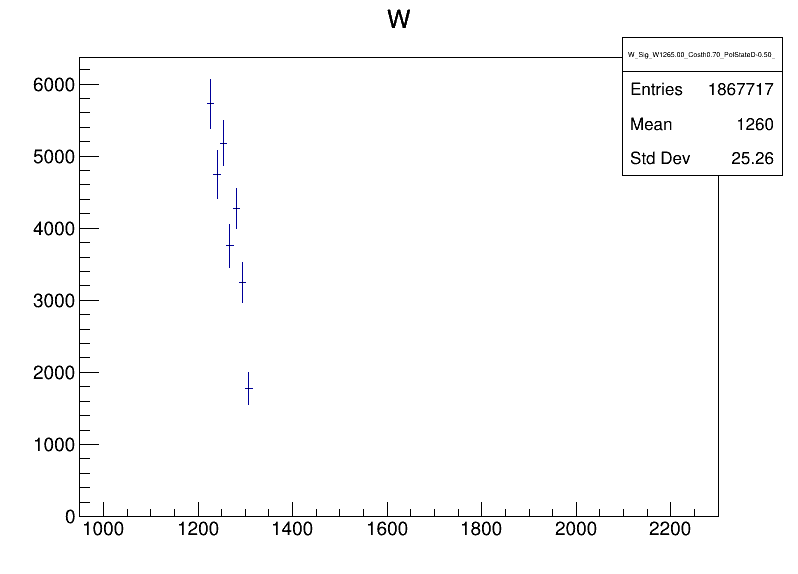 W
W_Sig_W1265.00_Costh0.70_PolStateD-0.50_
Entries 1867717
Mean 1260
Std Dev 25.26
6000
5000
4000
3000
2000
1000
0
1000 1200 1400 1600 1800 2000 2200